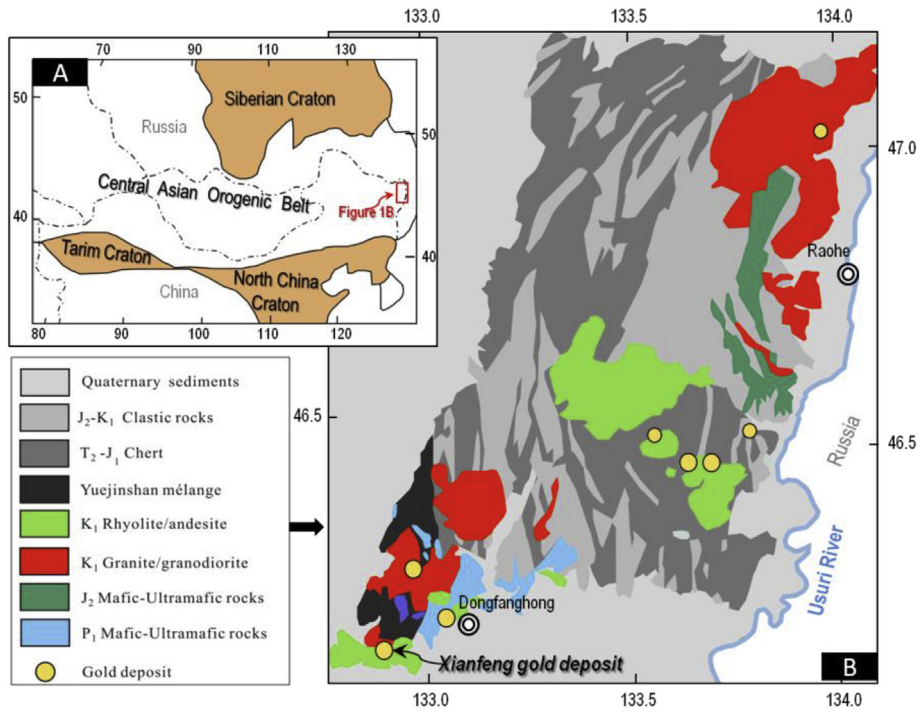 133.0
133.5
134.0
A
70
90
110
130
50
50
40
40
80
90
100
110
120
Russia
Siberian Craton
Central Asian Orogenic Belt
Figure 1B
Tarim Craton
North China
Craton
China
47.0
46.5
46.5
Raohe
Russia
Usuri River
Dongfanghong
Xianfeng gold deposit
B
133.0
133.5
134.0
Quaternary sediments
J₂-K₁ Clastic rocks
T₂-J₁ Chert
Yuejinshan mélange
K₁ Rhyolite/andesite
K₁ Granite/granodiorite
J₂ Mafic-Ultramafic rocks
P₁ Mafic-Ultramafic rocks
Gold deposit